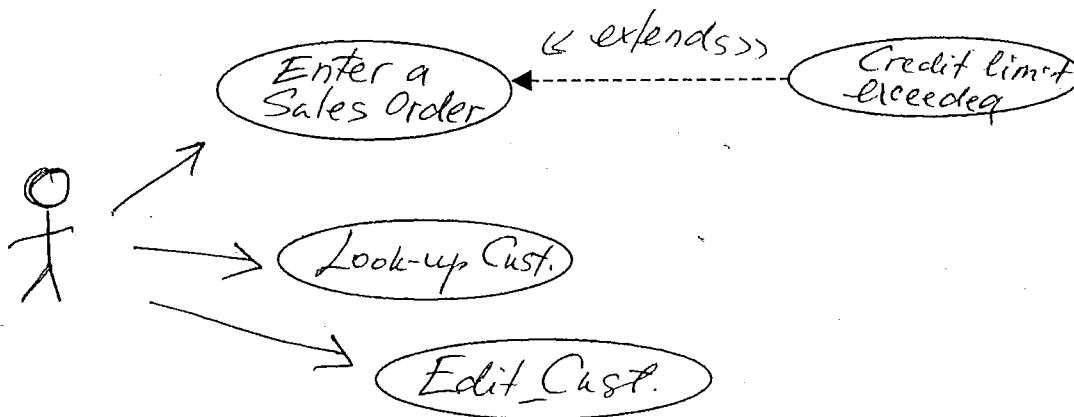 << extends >>
Enter a
Sales Order
Credit limit
exceeded
Look-up Cust.
Edit_Cust.